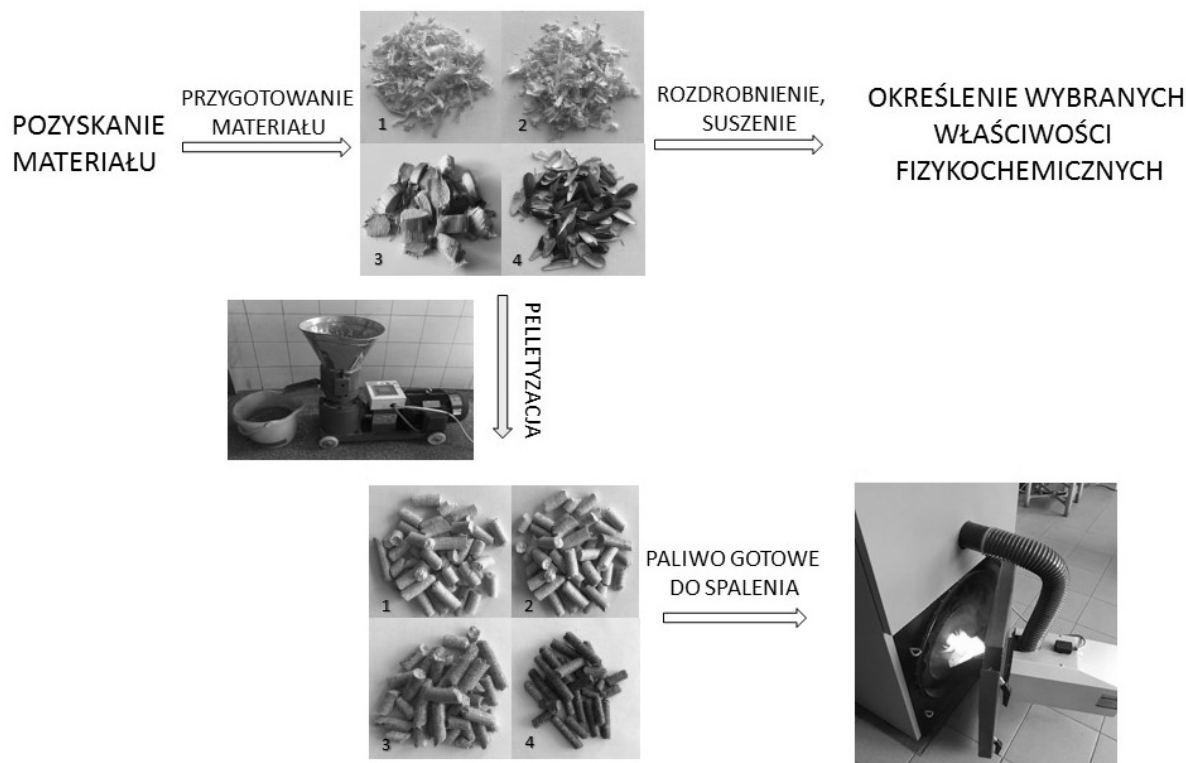 POZYSKANIE
MATERIAŁU
PRZYGOTOWANIE
MATERIAŁU
1
2
3
4
ROZDROBNIENIE,
SUSZENIE
OKREŚLENIE WYBRANYCH
WŁAŚCIWOŚCI
FIZYKOCHEMICZNYCH
PELLETYZACJA
1
2
3
4
PALIWO GOTOWE
DO SPALENIA